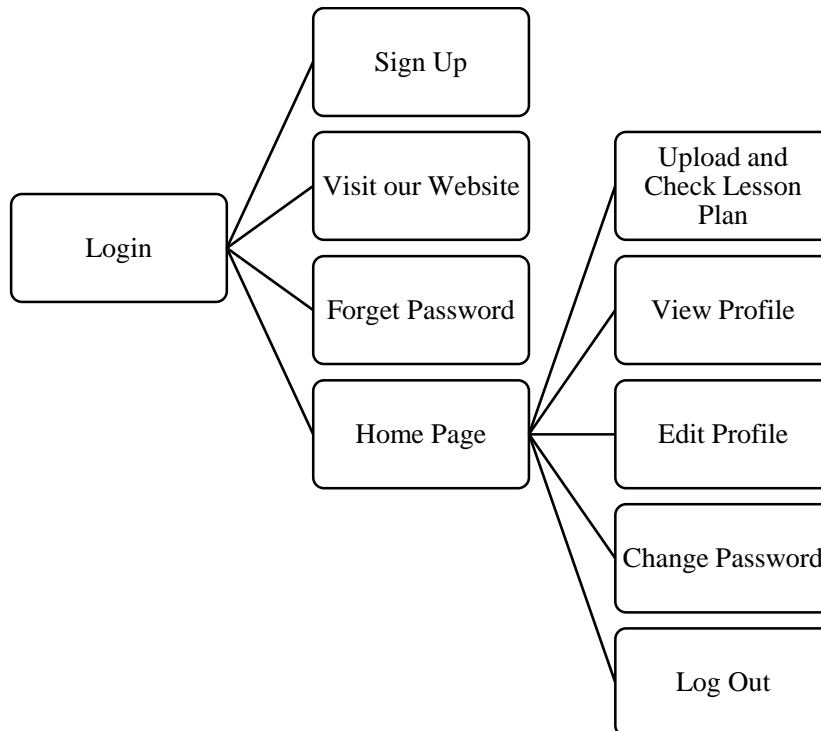 Login
Sign Up
Visit our Website
Forget Password
Home Page
Upload and
Check Lesson
Plan
View Profile
Edit Profile
Change Password
Log Out